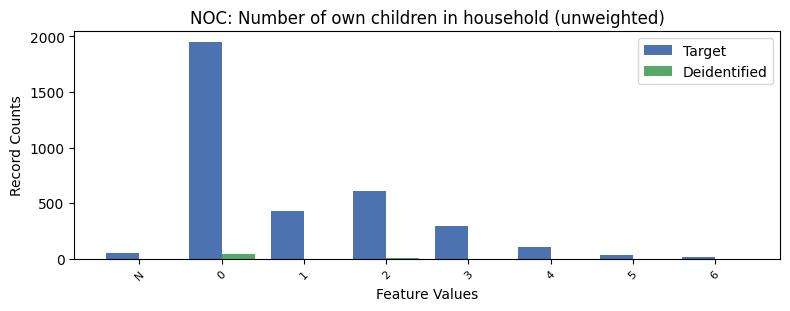 NOC: Number of own children in household (unweighted)
Target
Deidentified
2000
1500
1000
500
0
Record Counts
N
0
1
2
3
4
5
6
Feature Values